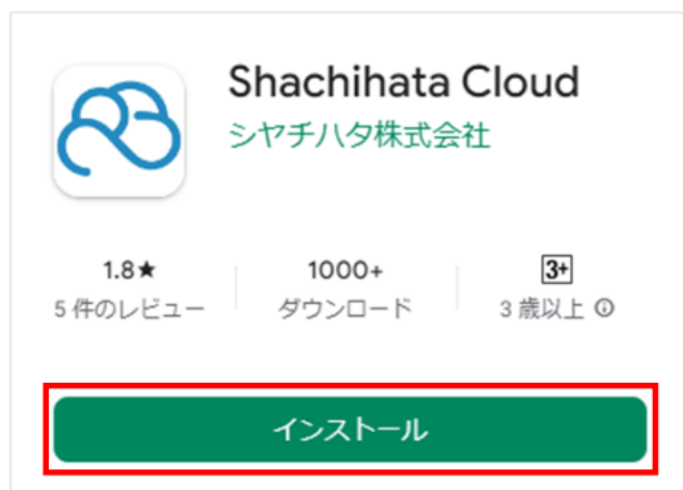 Shachihata Cloud
シヤチハタ株式会社
1.8★
1000+
3+
5 件のレビュー
ダウンロード
3 歳以上
インストール